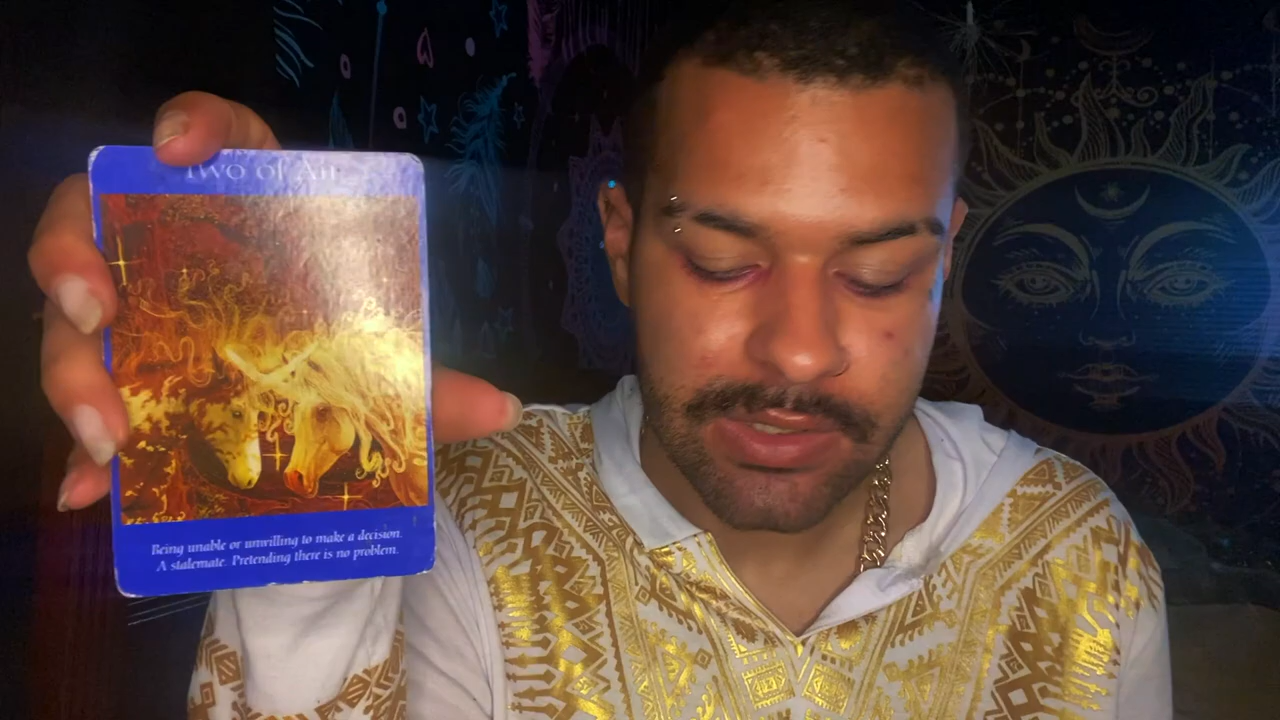 Two of Air
Being unable or unwilling to make a decision.
A stalemate. Pretending there is no problem.